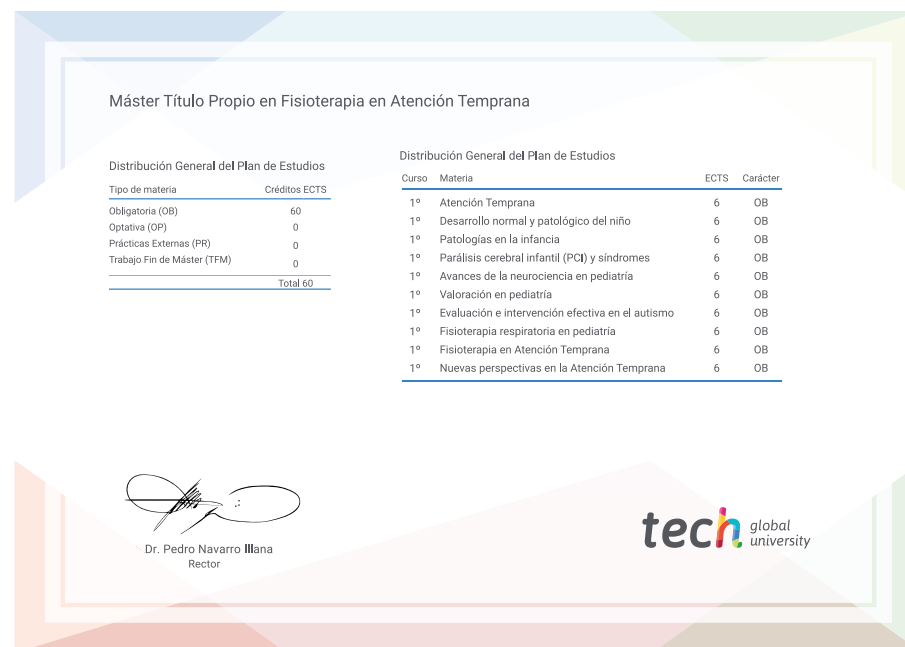 Máster Título Propio en Fisioterapia en Atención Temprana
Distribución General del Plan de Estudios
Tipo de materia Créditos ECTS
Obligatoria (OB) 60
Optativa (OP) 0
Prácticas Externas (PR) 0
Trabajo Fin de Máster (TFM) 0
Total 60
Distribución General del Plan de Estudios
Curso Materia ECTS Carácter
1º Atención Temprana 6 OB
1º Desarrollo normal y patológico del niño 6 OB
1º Patologías en la infancia 6 OB
1º Parálisis cerebral infantil (PCI) y síndromes 6 OB
1º Avances de la neurociencia en pediatría 6 OB
1º Valoración en pediatría 6 OB
1º Evaluación e intervención efectiva en el autismo 6 OB
1º Fisioterapia respiratoria en pediatría 6 OB
1º Fisioterapia en Atención Temprana 6 OB
1º Nuevas perspectivas en la Atención Temprana 6 OB
Dr. Pedro Navarro Illana
Rector
tech global university